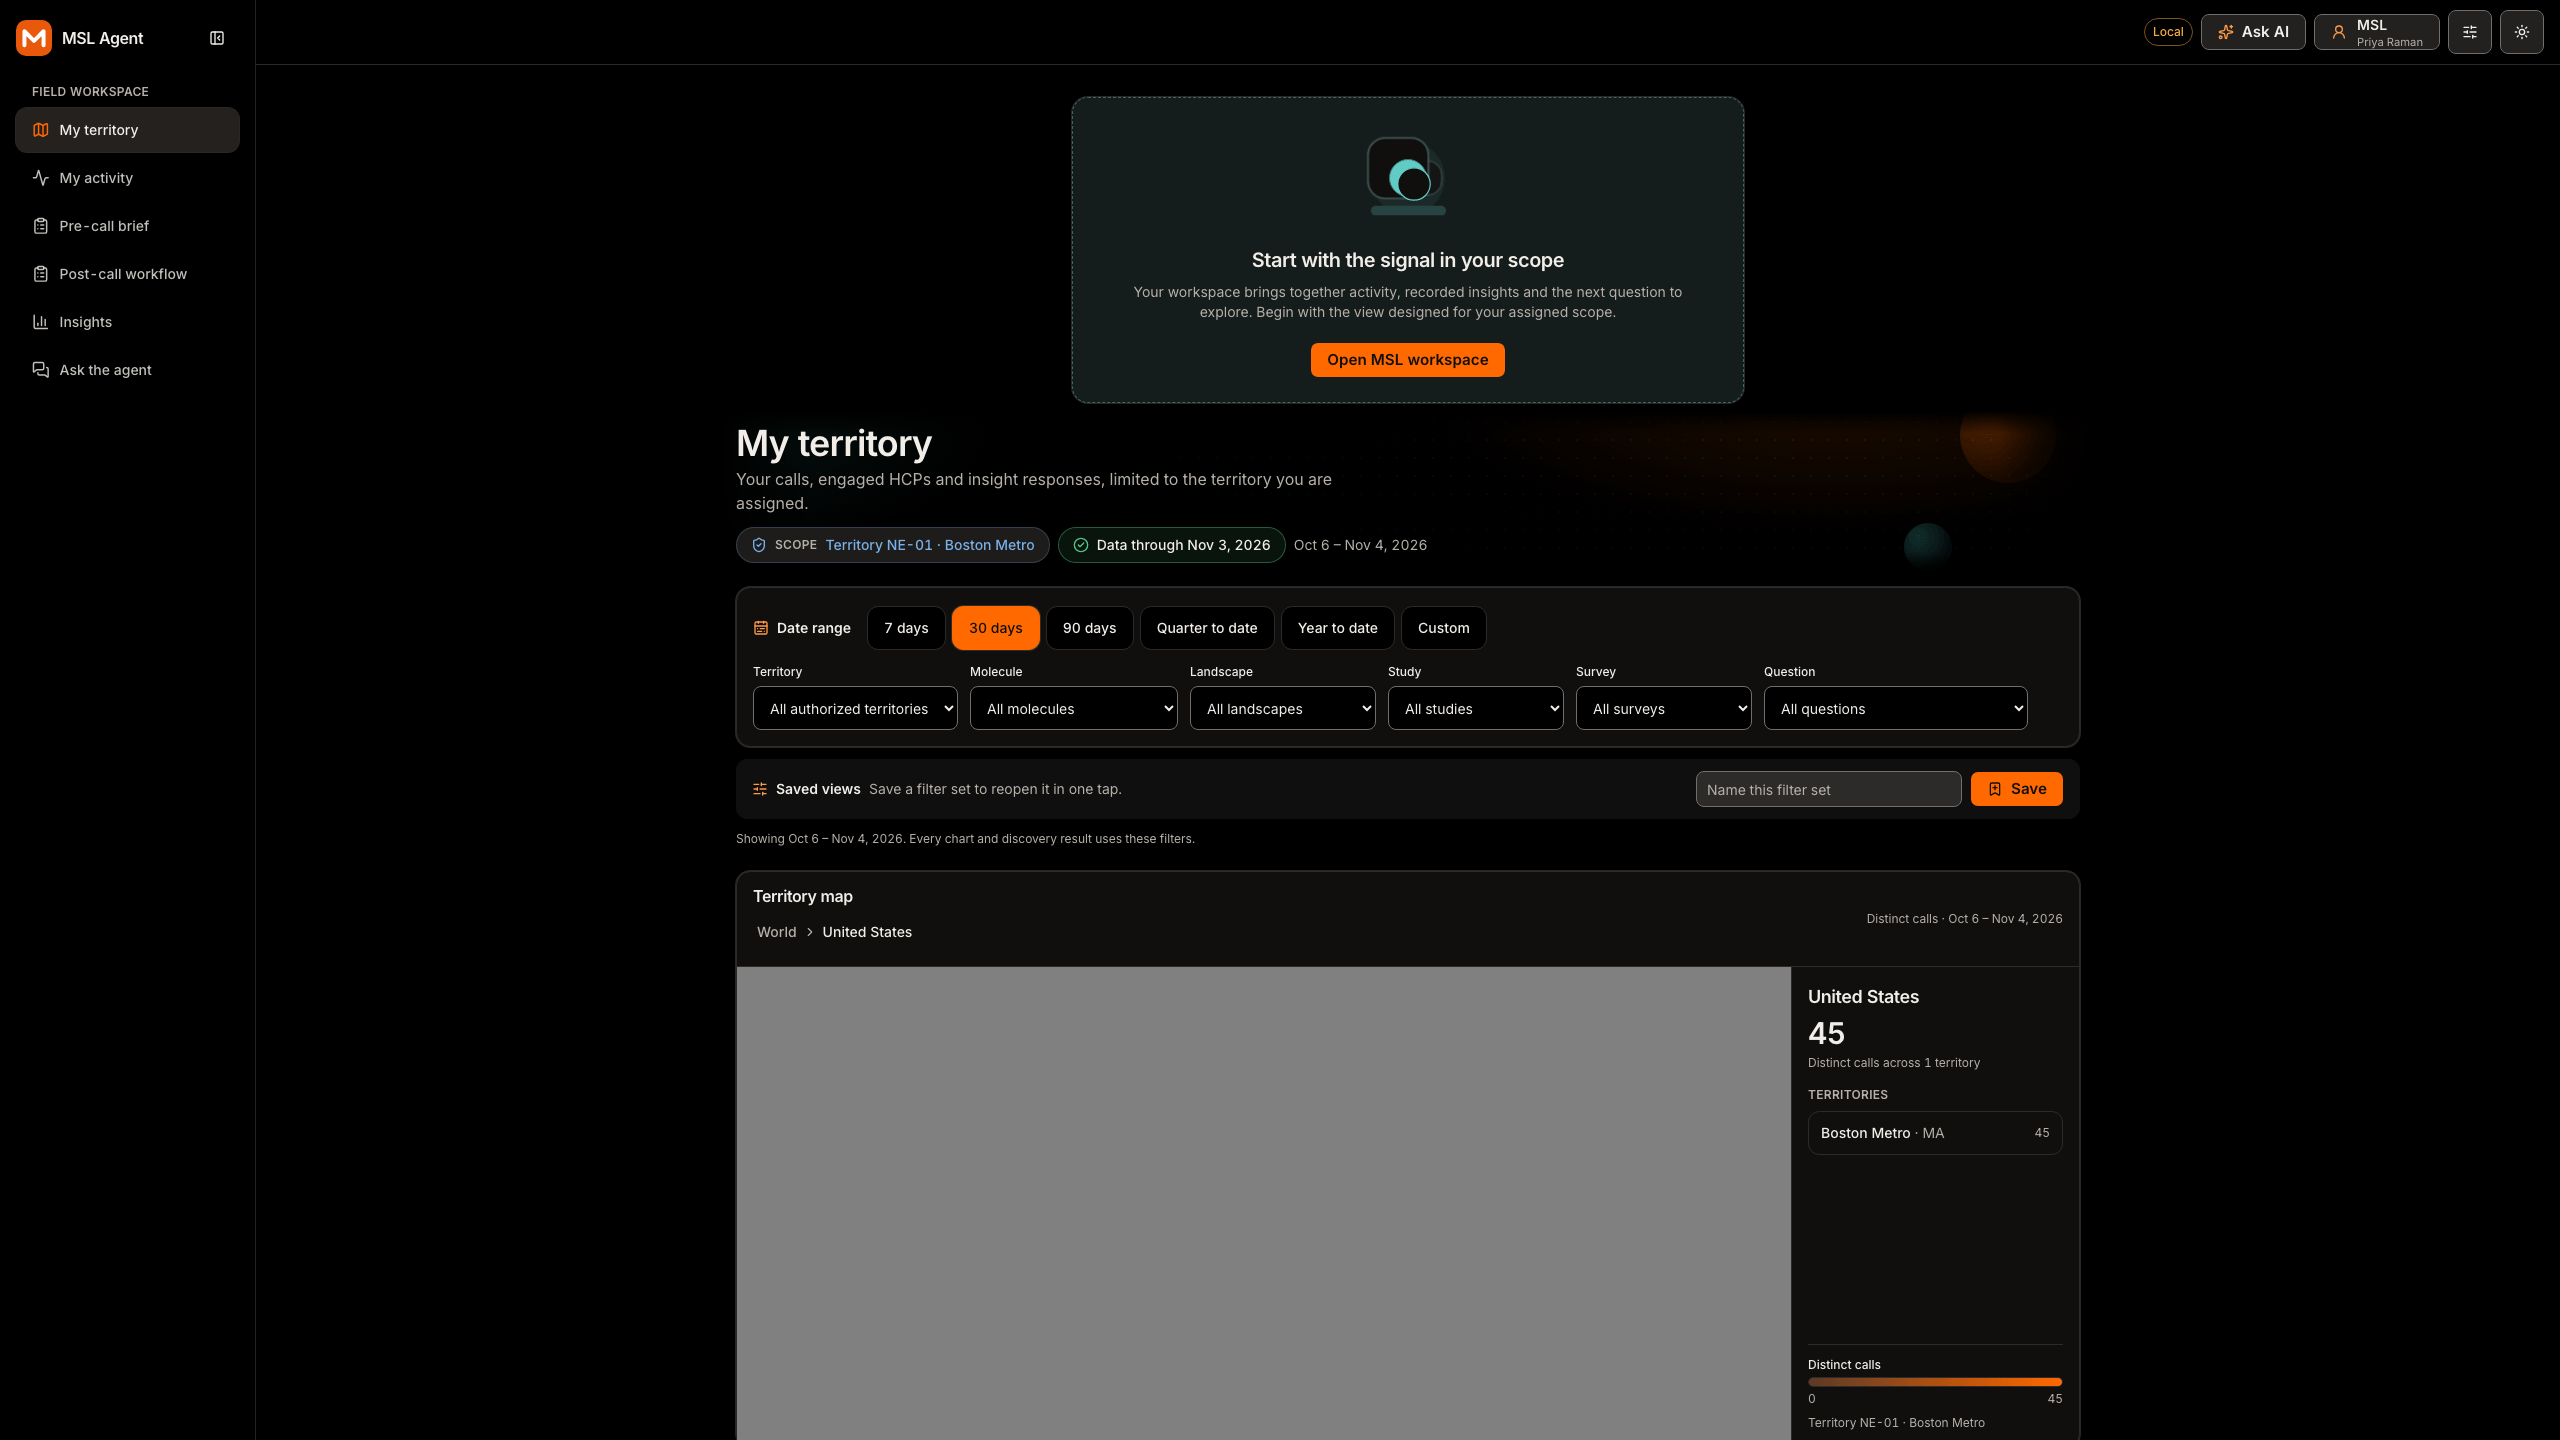 MSL Agent
Local
Ask AI
MSL
Priya Raman
FIELD WORKSPACE
My territory
My activity
Pre-call brief
Post-call workflow
Insights
Ask the agent
Start with the signal in your scope
Your workspace brings together activity, recorded insights and the next question to
explore. Begin with the view designed for your assigned scope.
Open MSL workspace
My territory
Your calls, engaged HCPs and insight responses, limited to the territory you are
assigned.
SCOPE Territory NE-01 · Boston Metro
Data through Nov 3, 2026
Oct 6 – Nov 4, 2026
Date range
7 days
30 days
90 days
Quarter to date
Year to date
Custom
Territory
Molecule
Landscape
Study
Survey
Question
All authorized territories
All molecules
All landscapes
All studies
All surveys
All questions
Saved views Save a filter set to reopen it in one tap.
Name this filter set
Save
Showing Oct 6 – Nov 4, 2026. Every chart and discovery result uses these filters.
Territory map
World > United States
Distinct calls · Oct 6 – Nov 4, 2026
United States
45
Distinct calls across 1 territory
TERRITORIES
Boston Metro · MA 45
Distinct calls
0 45
Territory NE-01 · Boston Metro